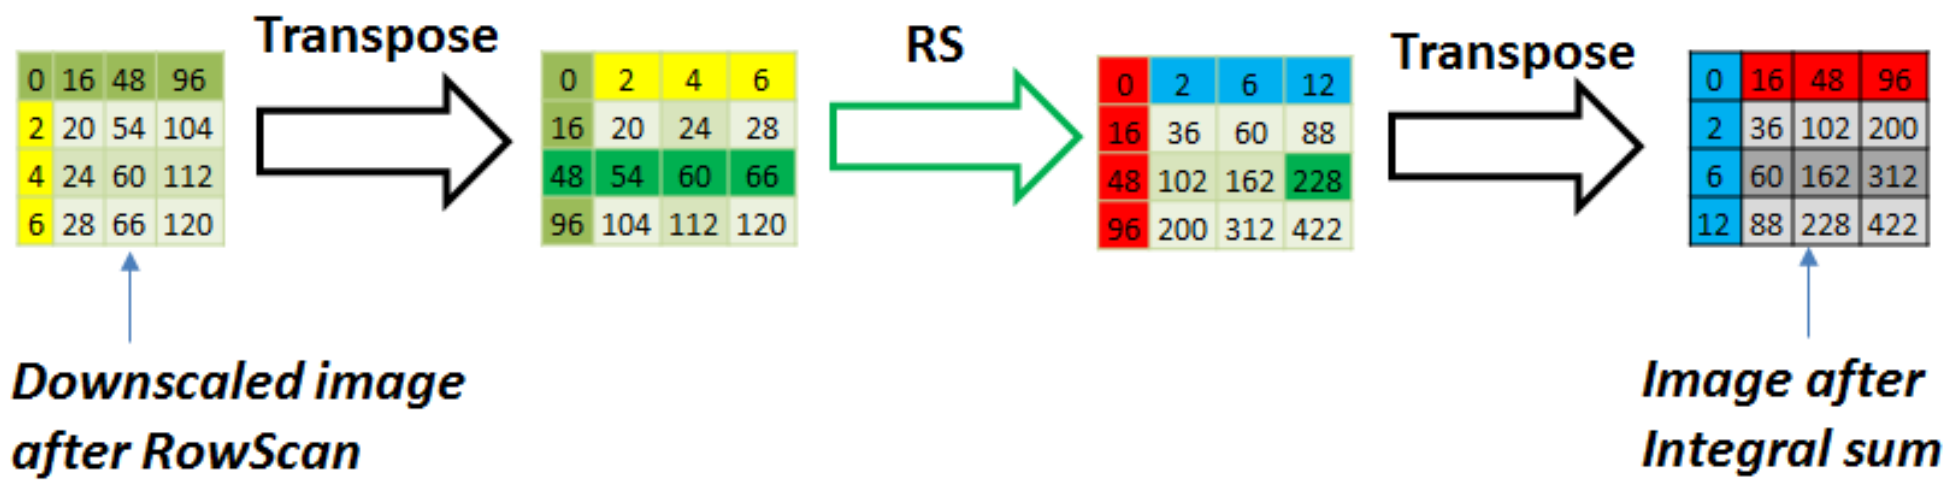 Transpose
RS
Transpose
0 16 48 96
2 20 54 104
4 24 60 112
6 28 66 120
0 2 4 6
16 20 24 28
48 54 60 66
96 104 112 120
0 2 6 12
16 36 60 88
48 102 162 228
96 200 312 422
0 16 48 96
2 36 102 200
6 60 162 312
12 88 228 422
Downscaled image
after RowScan
Image after
Integral sum